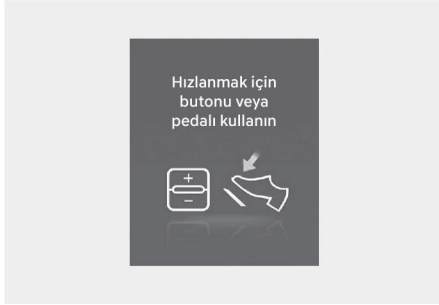 Hızlanmak için
butonu veya
pedalı kullanın
+
−